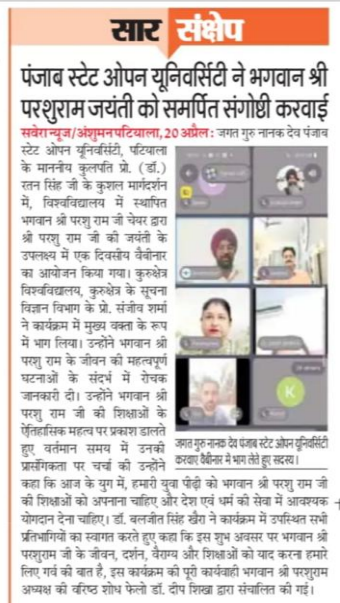 सार संक्षेप
पंजाब स्टेट ओपन यूनिवर्सिटी ने भगवान श्री
परशुराम जयंती को समर्पित संगोष्ठी करवाई
सवेरा न्यूज/अंशुमन पटियाला, 20 अप्रैल : जगत गुरु नानक देव पंजाब
स्टेट ओपन यूनिवर्सिटी, पटियाला
के माननीय कुलपति प्रो. (डॉ.)
रतन सिंह जी के कुशल मार्गदर्शन
में, विश्वविद्यालय में स्थापित
भगवान श्री परशु राम जी चेयर द्वारा
श्री परशु राम जी की जयंती के
उपलक्ष्य में एक दिवसीय वैबीनार
का आयोजन किया गया। कुरुक्षेत्र
विश्वविद्यालय, कुरुक्षेत्र के सूचना
विज्ञान विभाग के प्रो. संजीव शर्मा
ने कार्यक्रम में मुख्य वक्ता के रूप
में भाग लिया। उन्होंने भगवान श्री
परशु राम के जीवन की महत्वपूर्ण
घटनाओं के संदर्भ में रोचक
जानकारी दी। उन्होंने भगवान श्री
परशु राम जी की शिक्षाओं के
ऐतिहासिक महत्व पर प्रकाश डालते
हुए वर्तमान समय में उनकी
प्रासंगिकता पर चर्चा की उन्होंने
K
जगत गुरु नानक देव पंजाब स्टेट ओपन यूनिवर्सिटी
करवाए वैबीनार में भाग लेते हुए सदस्य।
कहा कि आज के युग में, हमारी युवा पीढ़ी को भगवान श्री परशु राम जी
की शिक्षाओं को अपनाना चाहिए और देश एवं धर्म की सेवा में आवश्यक
योगदान देना चाहिए। डॉ. बलजीत सिंह खैरा ने कार्यक्रम में उपस्थित सभी
प्रतिभागियों का स्वागत करते हुए कहा कि इस शुभ अवसर पर भगवान श्री
परशुराम जी के जीवन, दर्शन, वैराग्य और शिक्षाओं को याद करना हमारे
लिए गर्व की बात है, इस कार्यक्रम की पूरी कार्यवाही भगवान श्री परशुराम
अध्यक्ष की वरिष्ठ शोध फेलो डॉ. दीप शिखा द्वारा संचालित की गई।